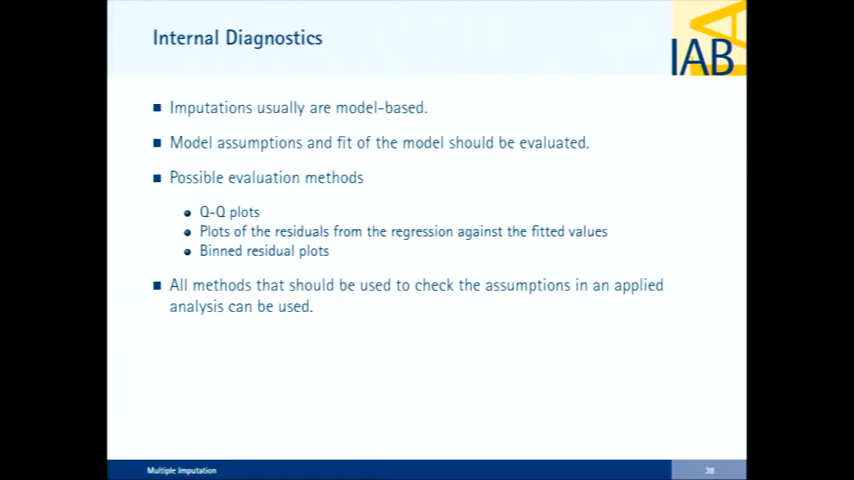 Internal Diagnostics
IAB
Imputations usually are model-based.
Model assumptions and fit of the model should be evaluated.
Possible evaluation methods
Q-Q plots
Plots of the residuals from the regression against the fitted values
Binned residual plots
All methods that should be used to check the assumptions in an applied
analysis can be used.
Multiple Imputation
38